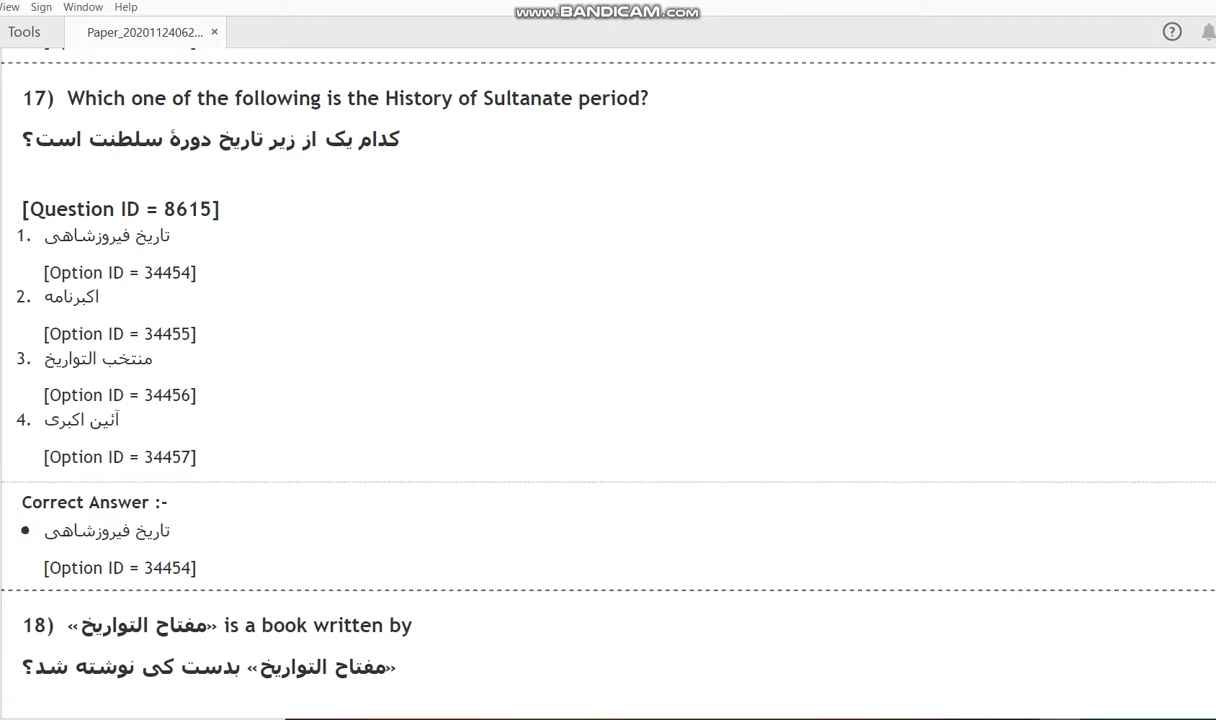 View Sign Window Help
www.BANDICAM.com
Tools Paper_20201124062... × ?
17) Which one of the following is the History of Sultanate period?
کدام یک از زیر تاریخ دورۀ سلطنت است؟
[Question ID = 8615]
1. تاریخ فیروزشاهی
[Option ID = 34454]
2. اکبرنامه
[Option ID = 34455]
3. منتخب التواریخ
[Option ID = 34456]
4. آئین اکبری
[Option ID = 34457]
Correct Answer :-
• تاریخ فیروزشاهی
[Option ID = 34454]
18) «مفتاح التواریخ» is a book written by
«مفتاح التواریخ» بدست کی نوشته شد؟